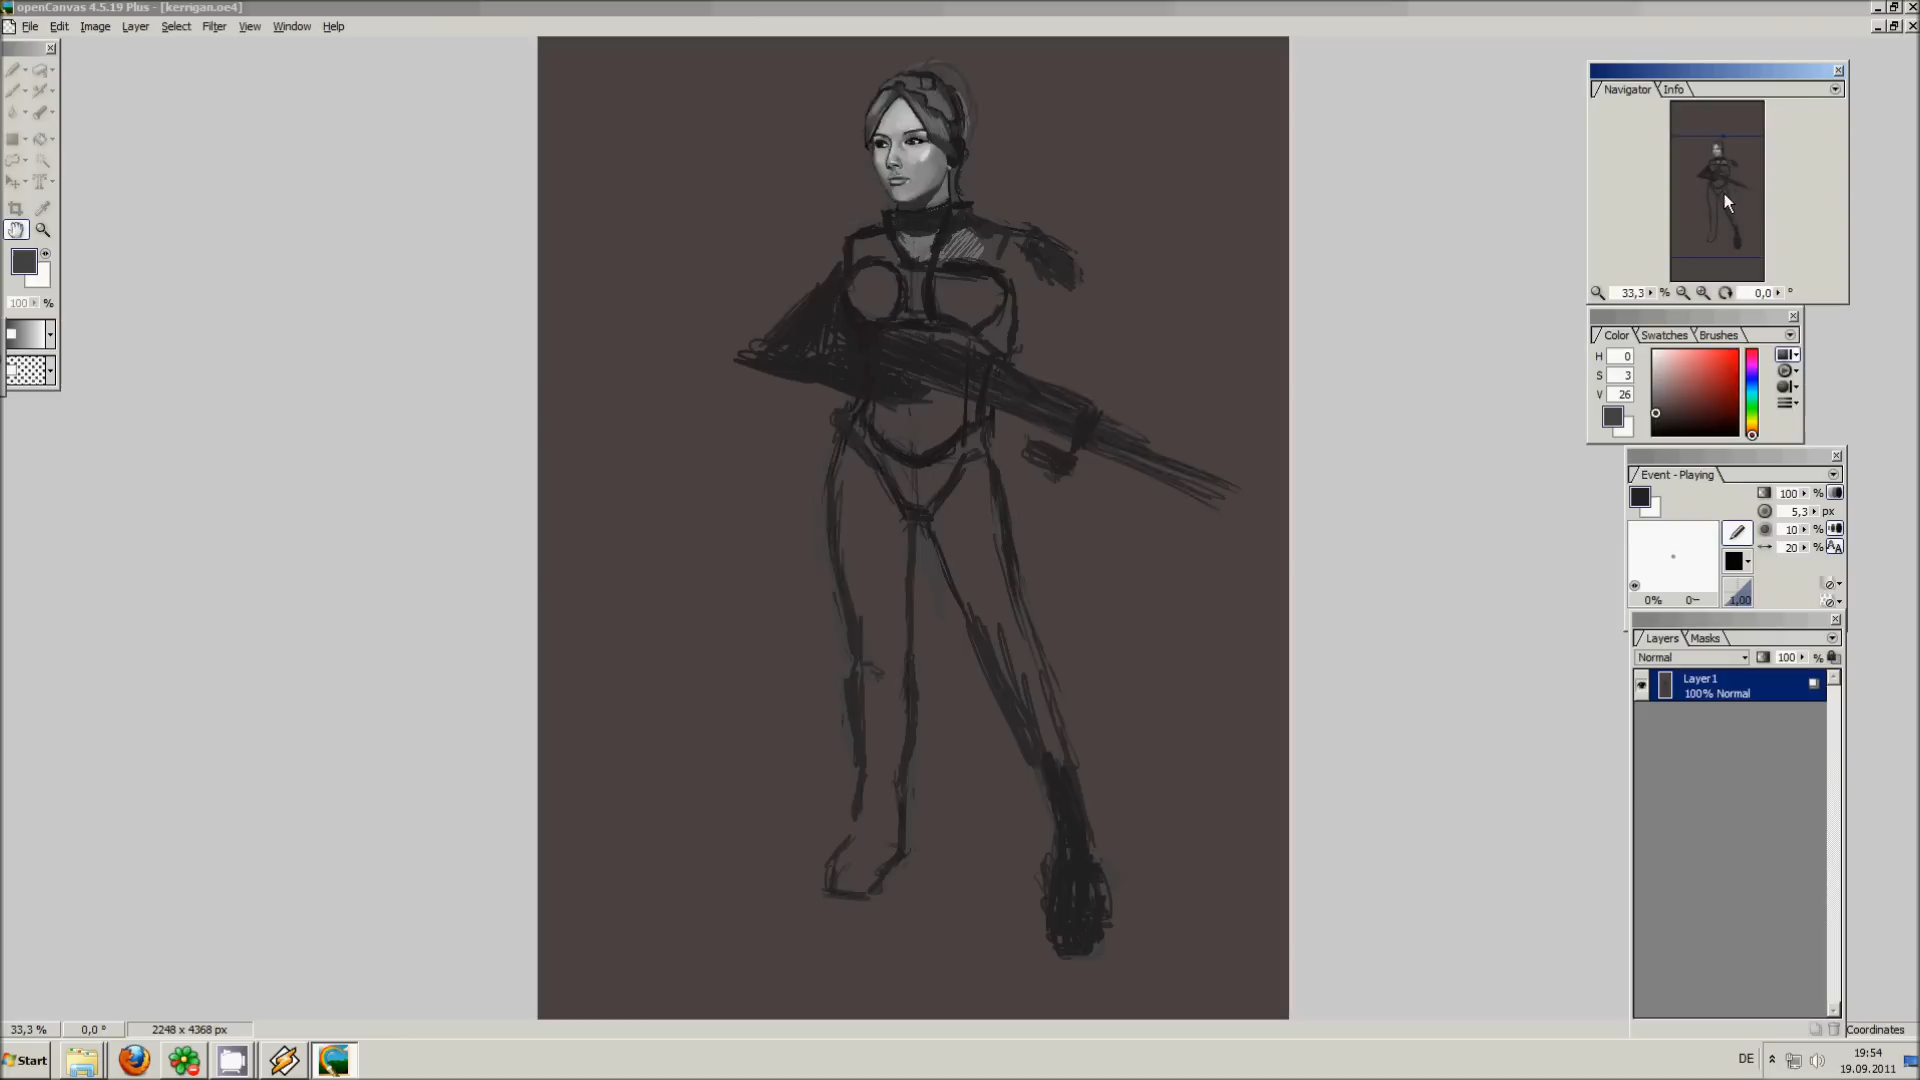 openCanvas 4.5.19 Plus - [kerrigan.oe4]
File Edit Image Layer Select Filter View Window Help
Navigator Info
33,3 % 0,0 °
Color Swatches Brushes
H 0
S 3
V 26
100 %
Event - Playing
100 %
5,3 px
10 %
20 %
0% 0 1,00
Layers Masks
Normal 100 %
Layer1
100% Normal
33,3 % 0,0 ° 2248 x 4368 px
Coordinates
Start
DE
19:54
19.09.2011